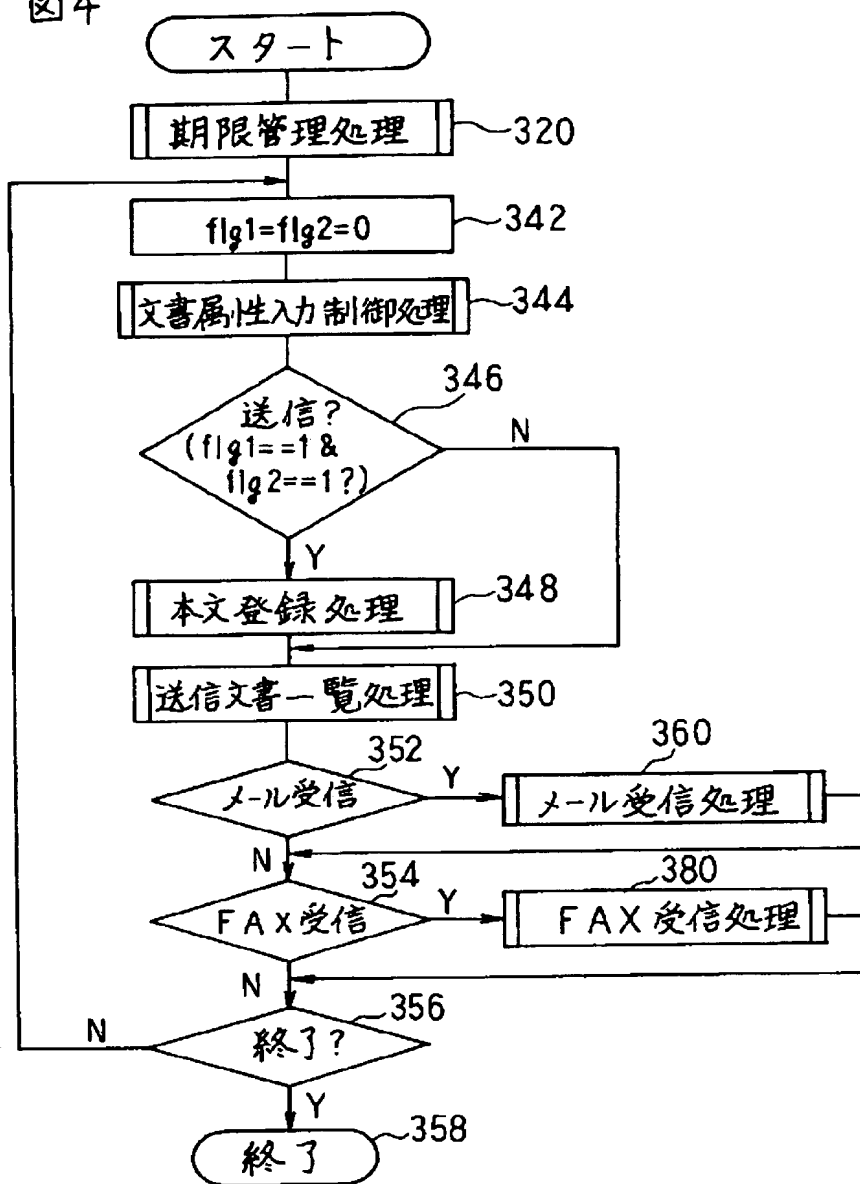 図4
スタート
期限管理処理
320
flg1=flg2=0
342
文書属性入力制御処理
344
346
送信?
(flg1==1 &
flg2==1?)
N
Y
本文登録処理
348
送信文書一覧処理
350
352
メール受信
Y
360
メール受信処理
N
354
FAX受信
Y
380
FAX受信処理
N
356
終了?
N
Y
終了
358